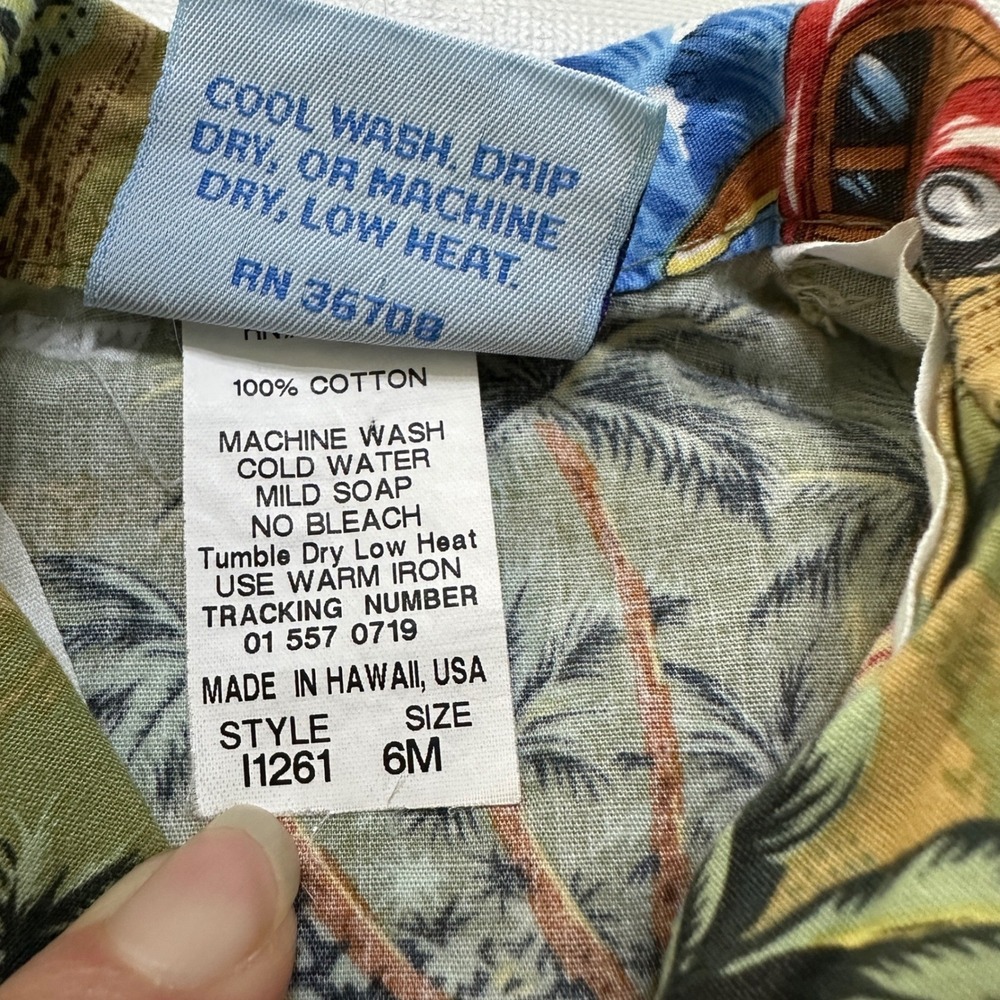 COOL WASH. DRIP
DRY, OR MACHINE
DRY, LOW HEAT.
RN 36708
100% COTTON
MACHINE WASH
COLD WATER
MILD SOAP
NO BLEACH
Tumble Dry Low Heat
USE WARM IRON
TRACKING NUMBER
01 557 0719
MADE IN HAWAII, USA
STYLE SIZE
I1261 6M